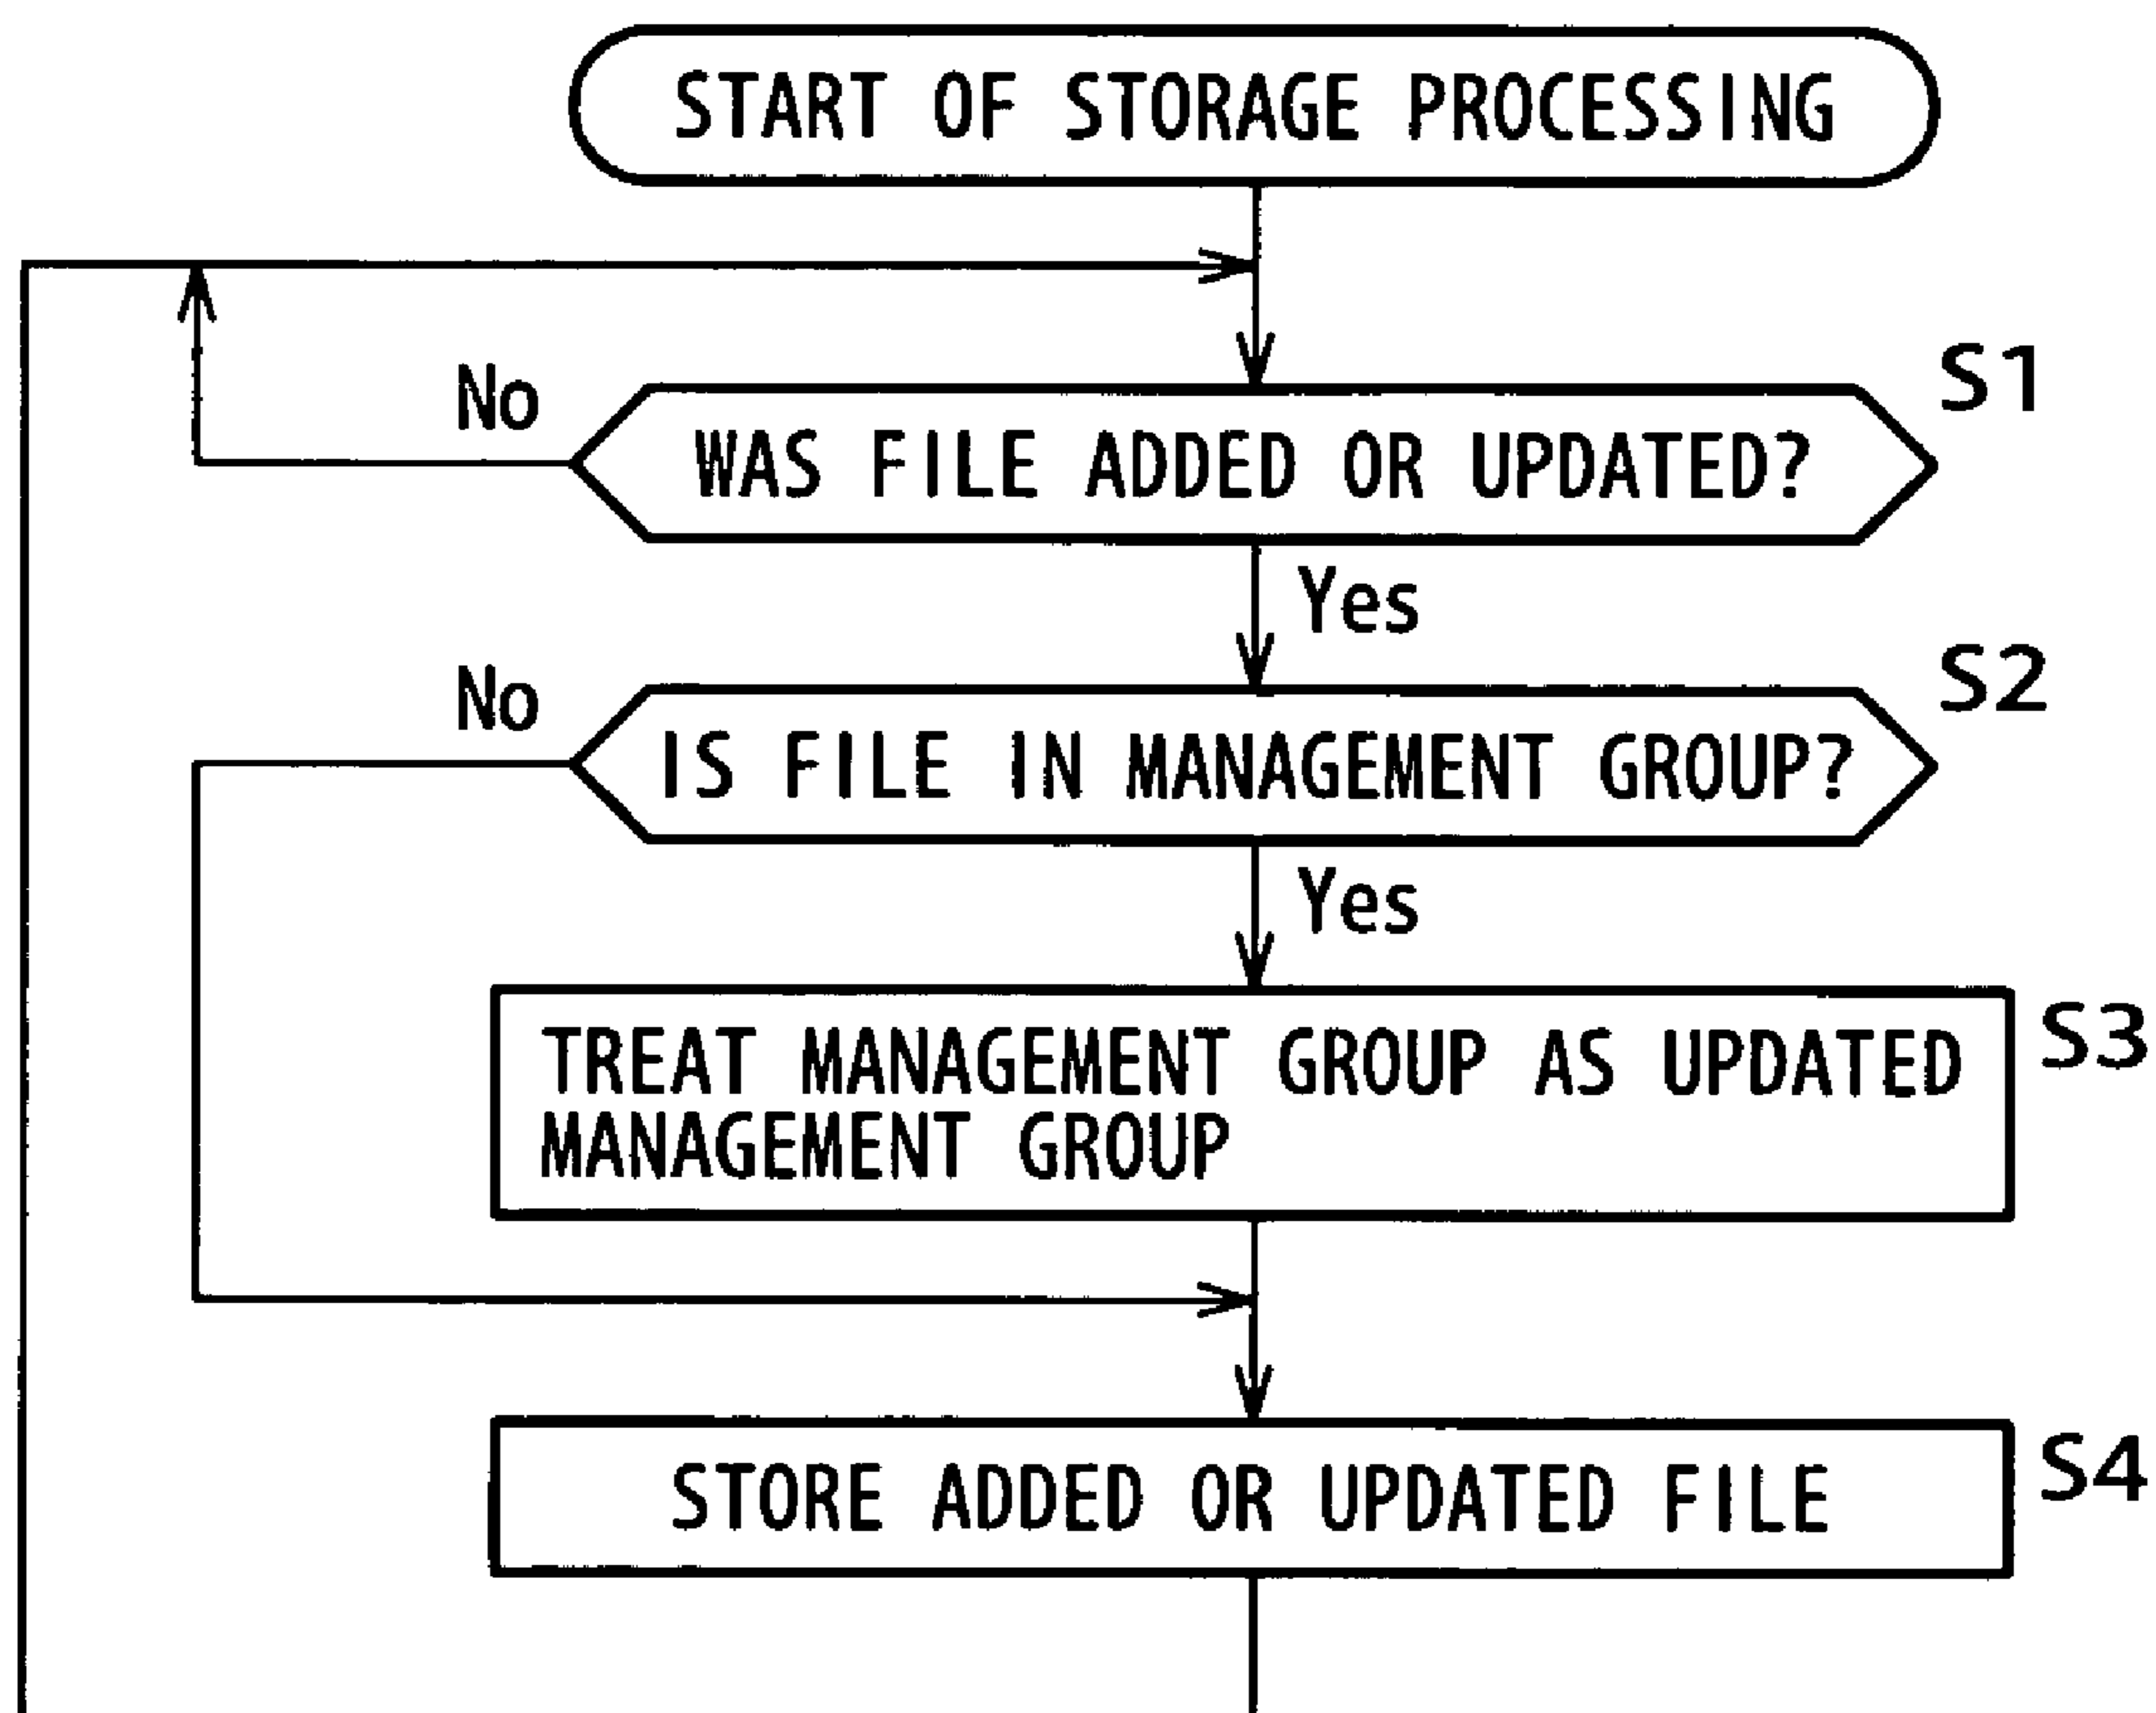 START OF STORAGE PROCESSING
S1
No
WAS FILE ADDED OR UPDATED?
Yes
S2
No
IS FILE IN MANAGEMENT GROUP?
Yes
S3
TREAT MANAGEMENT GROUP AS UPDATED
MANAGEMENT GROUP
S4
STORE ADDED OR UPDATED FILE